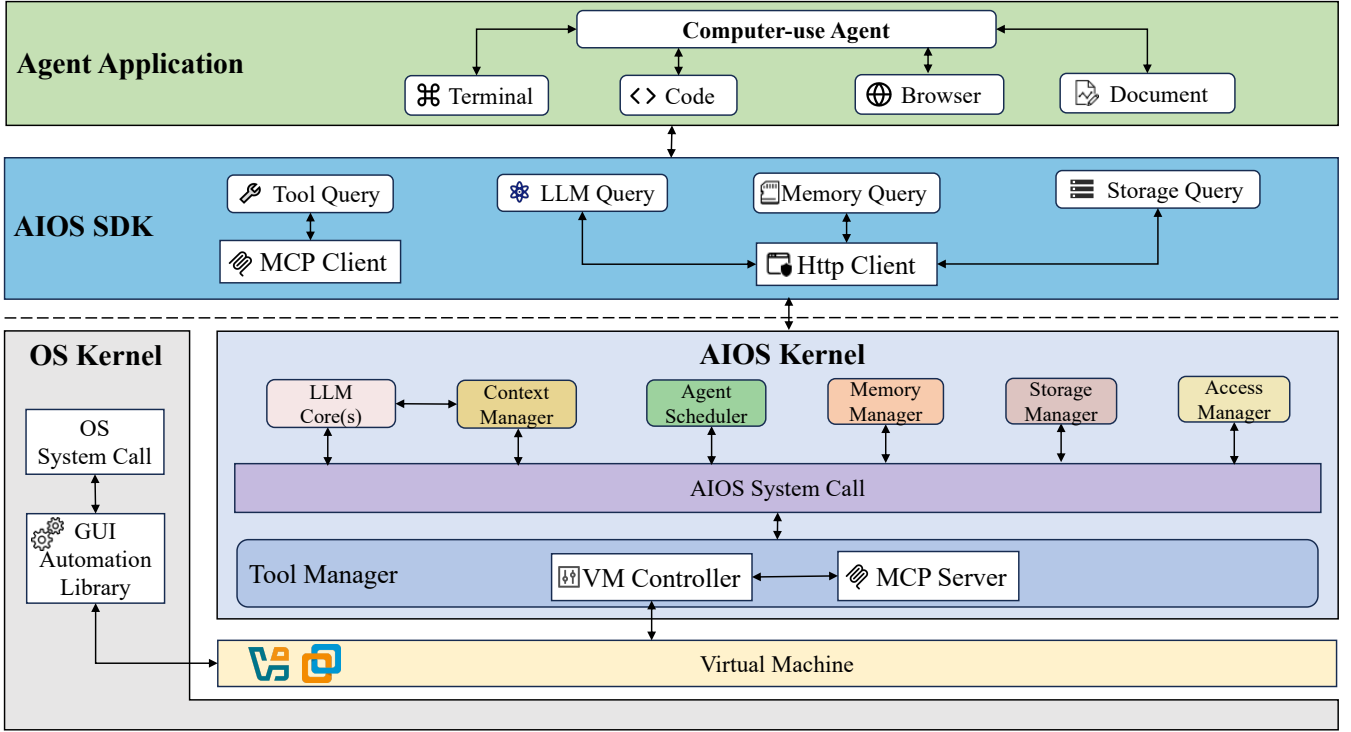 Agent Application
Computer-use Agent
Terminal
Code
Browser
Document
AIOS SDK
Tool Query
LLM Query
Memory Query
Storage Query
MCP Client
Http Client
OS Kernel
OS
System Call
GUI
Automation
Library
AIOS Kernel
LLM
Core(s)
Context
Manager
Agent
Scheduler
Memory
Manager
Storage
Manager
Access
Manager
AIOS System Call
Tool Manager
VM Controller
MCP Server
Virtual Machine